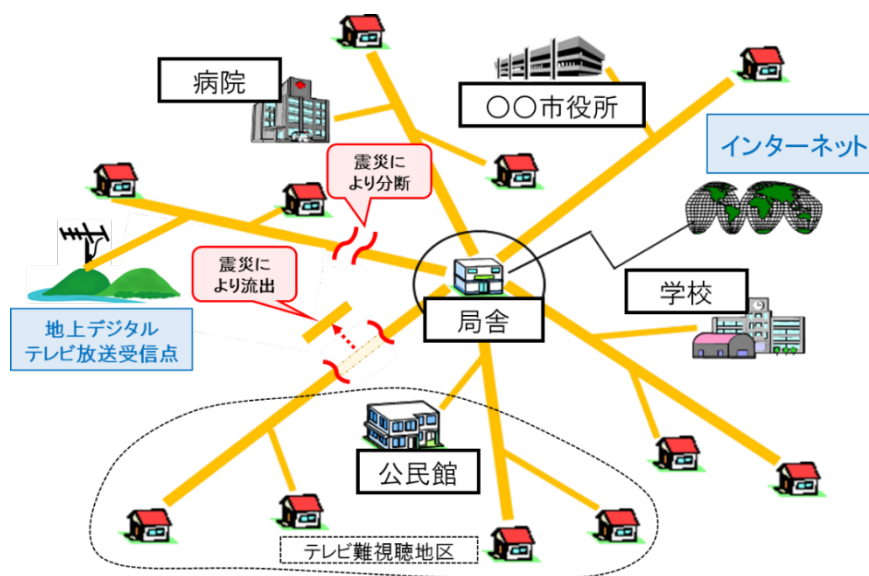 病院
〇〇市役所
インターネット
震災に
より分断
震災に
より流出
局舎
学校
地上デジタル
テレビ放送受信点
公民館
テレビ難視聴地区